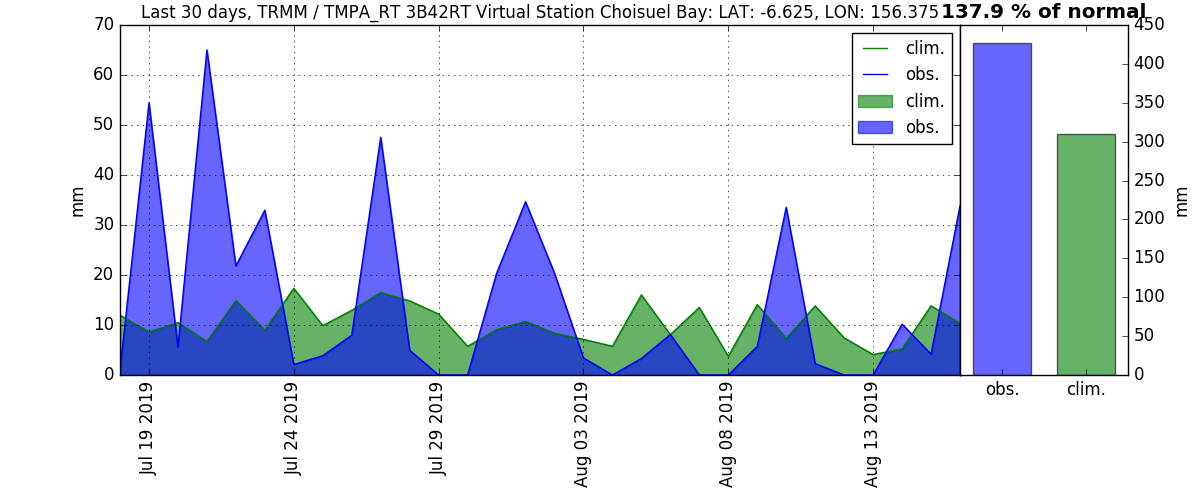 Last 30 days, TRMM / TMPA_RT 3B42RT Virtual Station Choisuel Bay: LAT: -6.625, LON: 156.375
137.9 % of normal
70
60
50
40
30
20
10
0
mm
clim.
obs.
clim.
obs.
450
400
350
300
250
200
150
100
50
0
mm
obs.
clim.
Jul 19 2019
Jul 24 2019
Jul 29 2019
Aug 03 2019
Aug 08 2019
Aug 13 2019